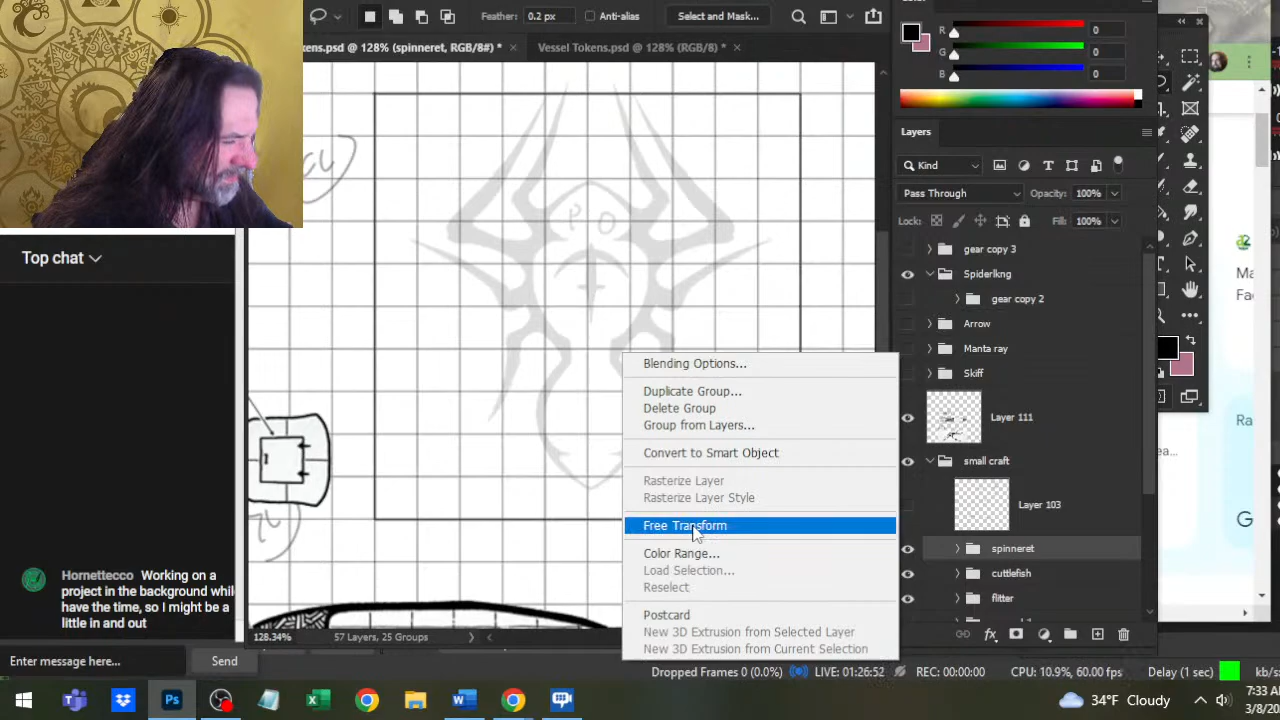 Feather: 0.2 px
Anti-alias
Select and Mask...
kens.psd @ 128% (spinneret, RGB/8#) *
×
Vessel Tokens.psd @ 128% (RGB/8) *
×
R
0
G
0
B
0
Layers
Kind
Pass Through
Opacity: 100%
Lock:
Fill: 100%
gear copy 3
Spiderlkng
gear copy 2
Arrow
Manta ray
Skiff
Layer 111
small craft
Layer 103
spinneret
cuttlefish
flitter
P O
Blending Options...
Duplicate Group...
Delete Group
Group from Layers...
Convert to Smart Object
Rasterize Layer
Rasterize Layer Style
Free Transform
Color Range...
Load Selection...
Reselect
Postcard
New 3D Extrusion from Selected Layer
New 3D Extrusion from Current Selection
Top chat
Hornettecco Working on a
project in the background while
have the time, so I might be a
little in and out
128.34%
57 Layers, 25 Groups
Enter message here...
Send
Dropped Frames 0 (0.0%)
LIVE: 01:26:52
REC: 00:00:00
CPU: 10.9%, 60.00 fps
Delay (1 sec)
kb/s
34°F Cloudy
7:33 A
3/8/20
Ma
Fac
Ra
ea...
G